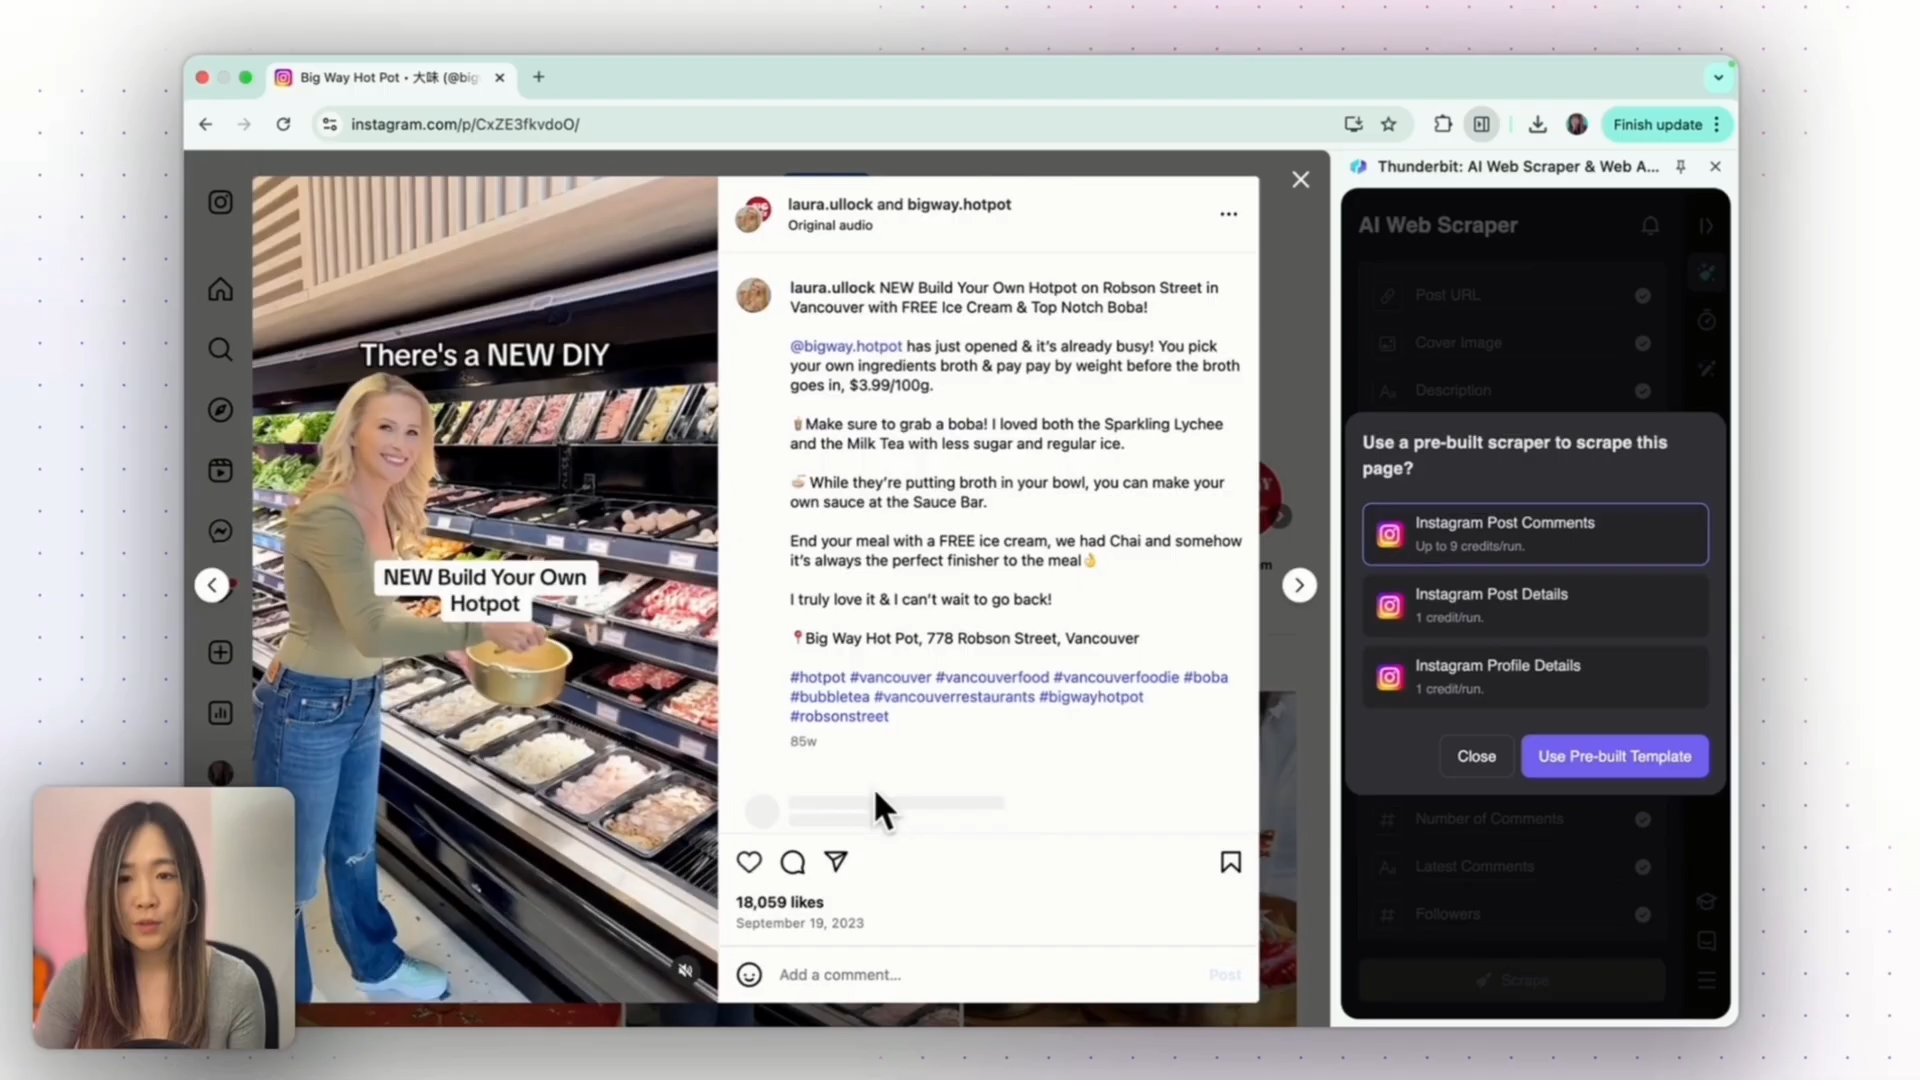 Big Way Hot Pot • 大味 (@big
instagram.com/p/CxZE3fkvdoO/
Finish update
Thunderbit: AI Web Scraper & Web A...
laura.ullock and bigway.hotpot
Original audio
laura.ullock NEW Build Your Own Hotpot on Robson Street in
Vancouver with FREE Ice Cream & Top Notch Boba!
@bigway.hotpot has just opened & it's already busy! You pick
your own ingredients broth & pay pay by weight before the broth
goes in, $3.99/100g.
🧋Make sure to grab a boba! I loved both the Sparkling Lychee
and the Milk Tea with less sugar and regular ice.
🍜 While they're putting broth in your bowl, you can make your
own sauce at the Sauce Bar.
End your meal with a FREE ice cream, we had Chai and somehow
it's always the perfect finisher to the meal👌
I truly love it & I can't wait to go back!
📍Big Way Hot Pot, 778 Robson Street, Vancouver
#hotpot #vancouver #vancouverfood #vancouverfoodie #boba
#bubbletea #vancouverrestaurants #bigwayhotpot
#robsonstreet
85w
18,059 likes
September 19, 2023
Add a comment...
Post
There's a NEW DIY
NEW Build Your Own
Hotpot
AI Web Scraper
Post URL
Cover Image
Description
Use a pre-built scraper to scrape this
page?
Instagram Post Comments
Up to 9 credits/run.
Instagram Post Details
1 credit/run.
Instagram Profile Details
1 credit/run.
Close
Use Pre-built Template
Number of Comments
Latest Comments
Followers
Scrape